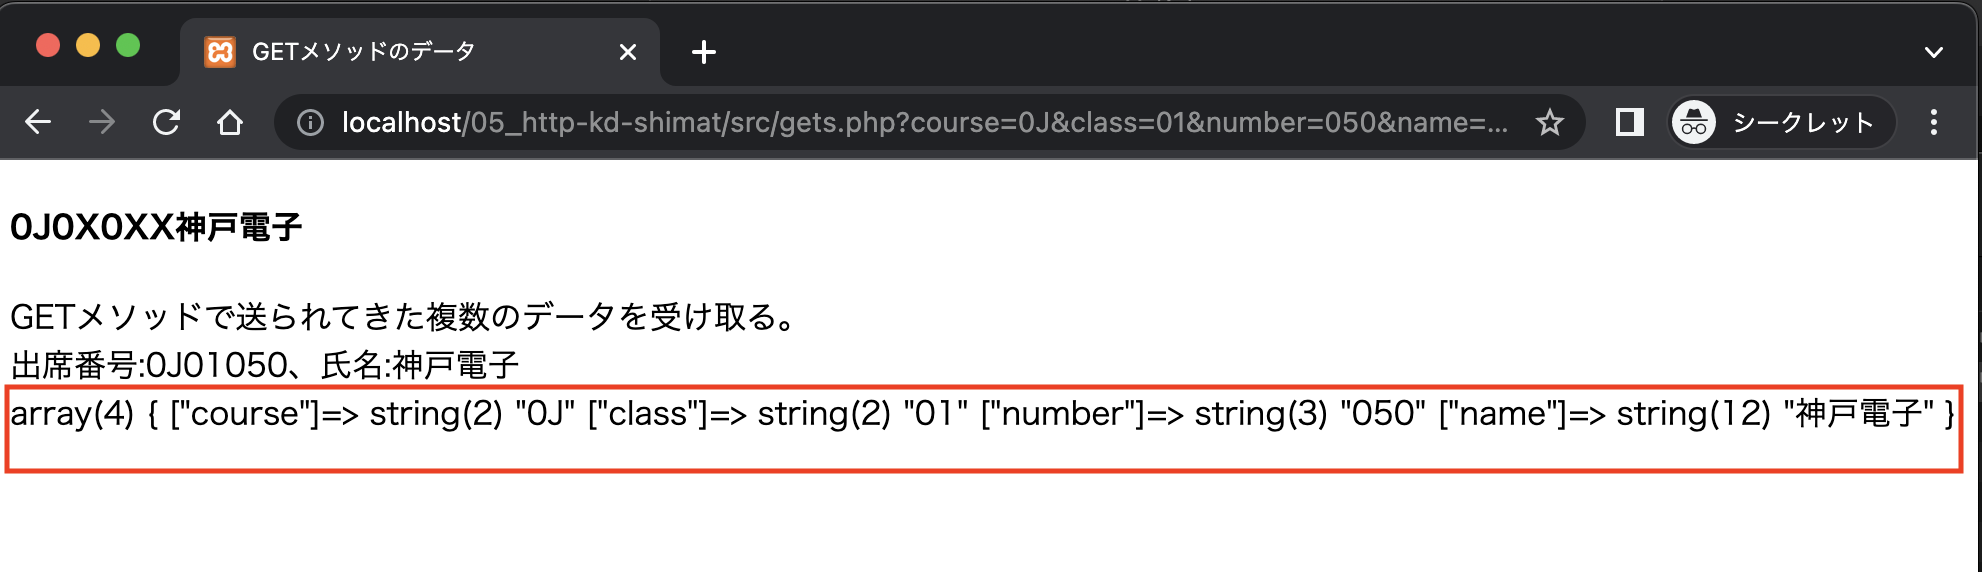 GETメソッドのデータ
localhost/05_http-kd-shimat/src/gets.php?course=0J&class=01&number=050&name=...
シークレット
0J0X0XX神戸電子
GETメソッドで送られてきた複数のデータを受け取る。
出席番号:0J01050、氏名:神戸電子
array(4) { ["course"]=> string(2) "0J" ["class"]=> string(2) "01" ["number"]=> string(3) "050" ["name"]=> string(12) "神戸電子" }